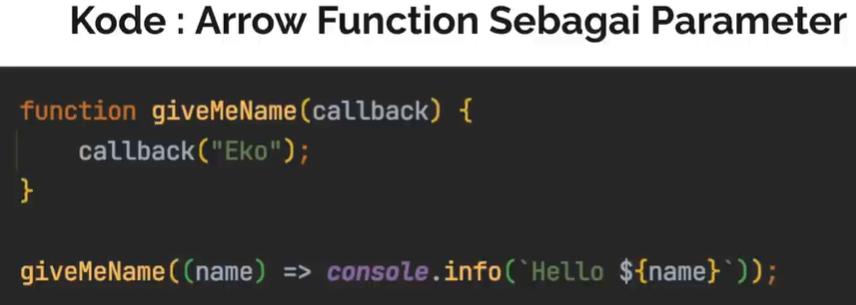 Kode : Arrow Function Sebagai Parameter
function giveMeName(callback) {
    callback("Eko");
}
giveMeName((name) => console.info(`Hello ${name}`));